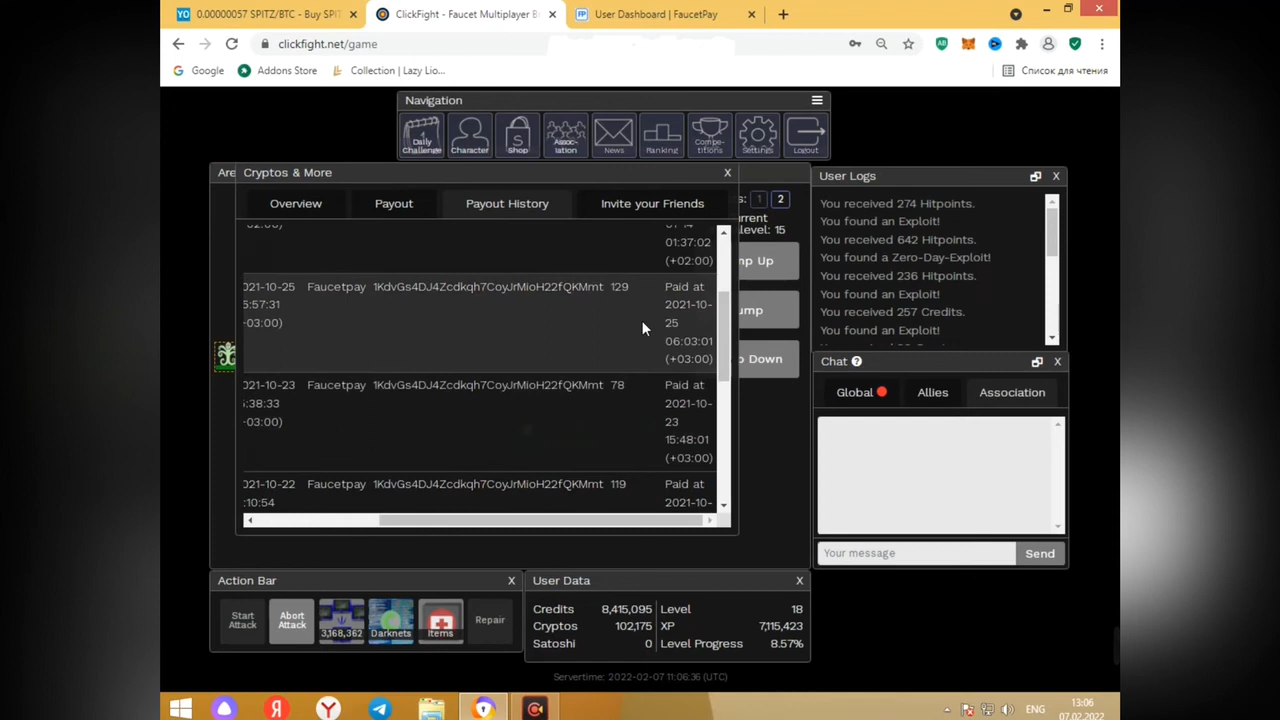 0.00000057 SPITZ/BTC - Buy SPIT
ClickFight - Faucet Multiplayer B
User Dashboard | FaucetPay
clickfight.net/game
Google
Addons Store
Collection | Lazy Lio...
Список для чтения
Navigation
Daily Challenge
Character
Shop
Assoc-iation
News
Ranking
Compe-titions
Settings
Logout
Are
Cryptos & More
Overview
Payout
Payout History
Invite your Friends
01:37:02
(+02:00)
021-10-25 Faucetpay 1KdvGs4DJ4Zcdkqh7CoyJrMioH22fQKMmt 129 Paid at
5:57:31 2021-10-
-03:00) 25
06:03:01
(+03:00)
021-10-23 Faucetpay 1KdvGs4DJ4Zcdkqh7CoyJrMioH22fQKMmt 78 Paid at
:38:33 2021-10-
-03:00) 23
15:48:01
(+03:00)
021-10-22 Faucetpay 1KdvGs4DJ4Zcdkqh7CoyJrMioH22fQKMmt 119 Paid at
:10:54 2021-10-
s: 1 2
rrent
level: 15
mp Up
ump
p Down
User Logs
You received 274 Hitpoints.
You found an Exploit!
You received 642 Hitpoints.
You found a Zero-Day-Exploit!
You received 236 Hitpoints.
You found an Exploit!
You received 257 Credits.
You found an Exploit!
Chat
Global
Allies
Association
Your message
Send
Action Bar
Start Attack
Abort Attack
3,168,362
Darknets
Items
Repair
User Data
Credits 8,415,095 Level 18
Cryptos 102,175 XP 7,115,423
Satoshi 0 Level Progress 8.57%
Servertime: 2022-02-07 11:06:36 (UTC)
ENG
13:06
07.02.2022